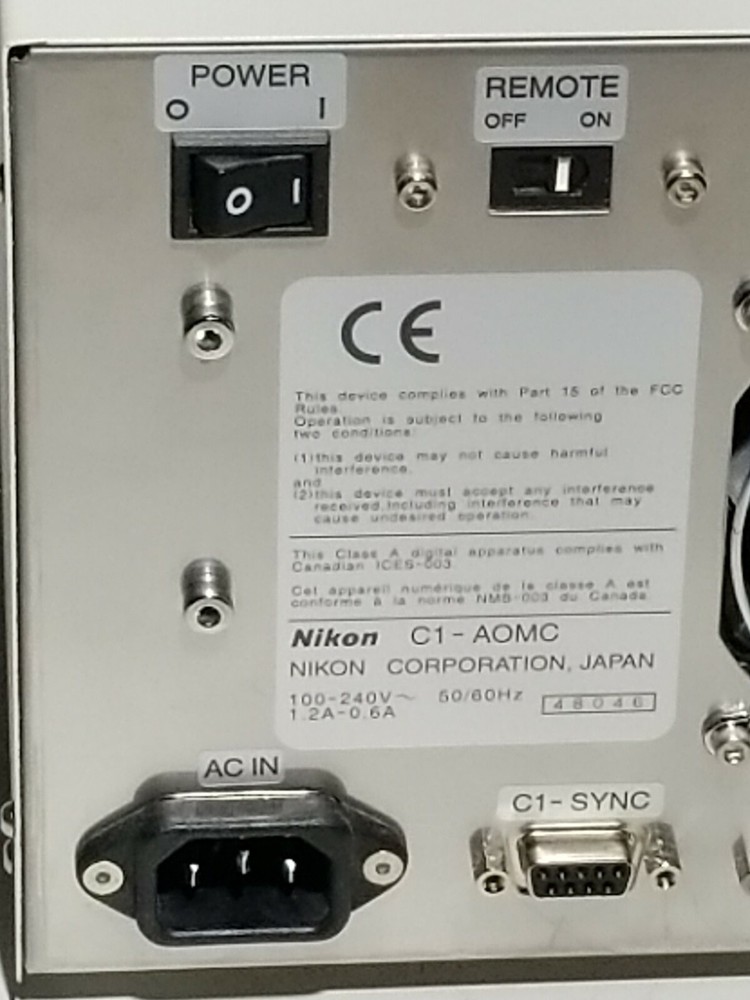 POWER
O I
REMOTE
OFF ON
O I
CE
This device complies with Part 15 of the FCC
Rules.
Operation is subject to the following
two conditions:
(1)this device may not cause harmful
interference,
and
(2)this device must accept any interference
received,including interference that may
cause undesired operation.
This Class A digital apparatus complies with
Canadian ICES-003
Cet appareil numérique de la classe A est
conforme à la norme NMB-003 du Canada
Nikon C1-AOMC
NIKON CORPORATION, JAPAN
100-240V~ 50/60Hz 48046
1.2A-0.6A
AC IN
C1-SYNC